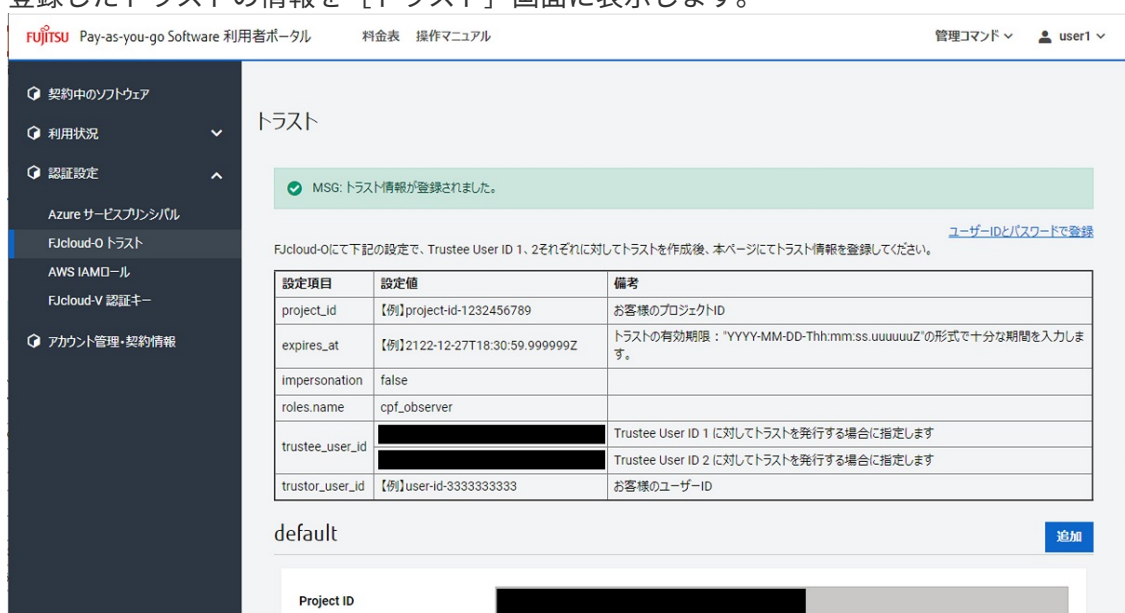 登録したトラストの情報を［トラスト］画面に表示します。
FUJITSU Pay-as-you-go Software 利用者ポータル 料金表 操作マニュアル 管理コマンド user1
契約中のソフトウェア
利用状況
認証設定
Azure サービスプリンシパル
FJcloud-O トラスト
AWS IAMロール
FJcloud-V 認証キー
アカウント管理・契約情報
トラスト
MSG: トラスト情報が登録されました。
ユーザーIDとパスワードで登録
FJcloud-Oにて下記の設定で、Trustee User ID 1、2それぞれに対してトラストを作成後、本ページにてトラスト情報を登録してください。
設定項目 設定値 備考
project_id 【例】project-id-1232456789 お客様のプロジェクトID
expires_at 【例】2122-12-27T18:30:59.999999Z トラストの有効期限："YYYY-MM-DD-Thh:mm:ss.uuuuuuZ"の形式で十分な期間を入力しま
す。
impersonation false
roles.name cpf_observer
trustee_user_id Trustee User ID 1 に対してトラストを発行する場合に指定します
Trustee User ID 2 に対してトラストを発行する場合に指定します
trustor_user_id 【例】user-id-3333333333 お客様のユーザーID
default 追加
Project ID